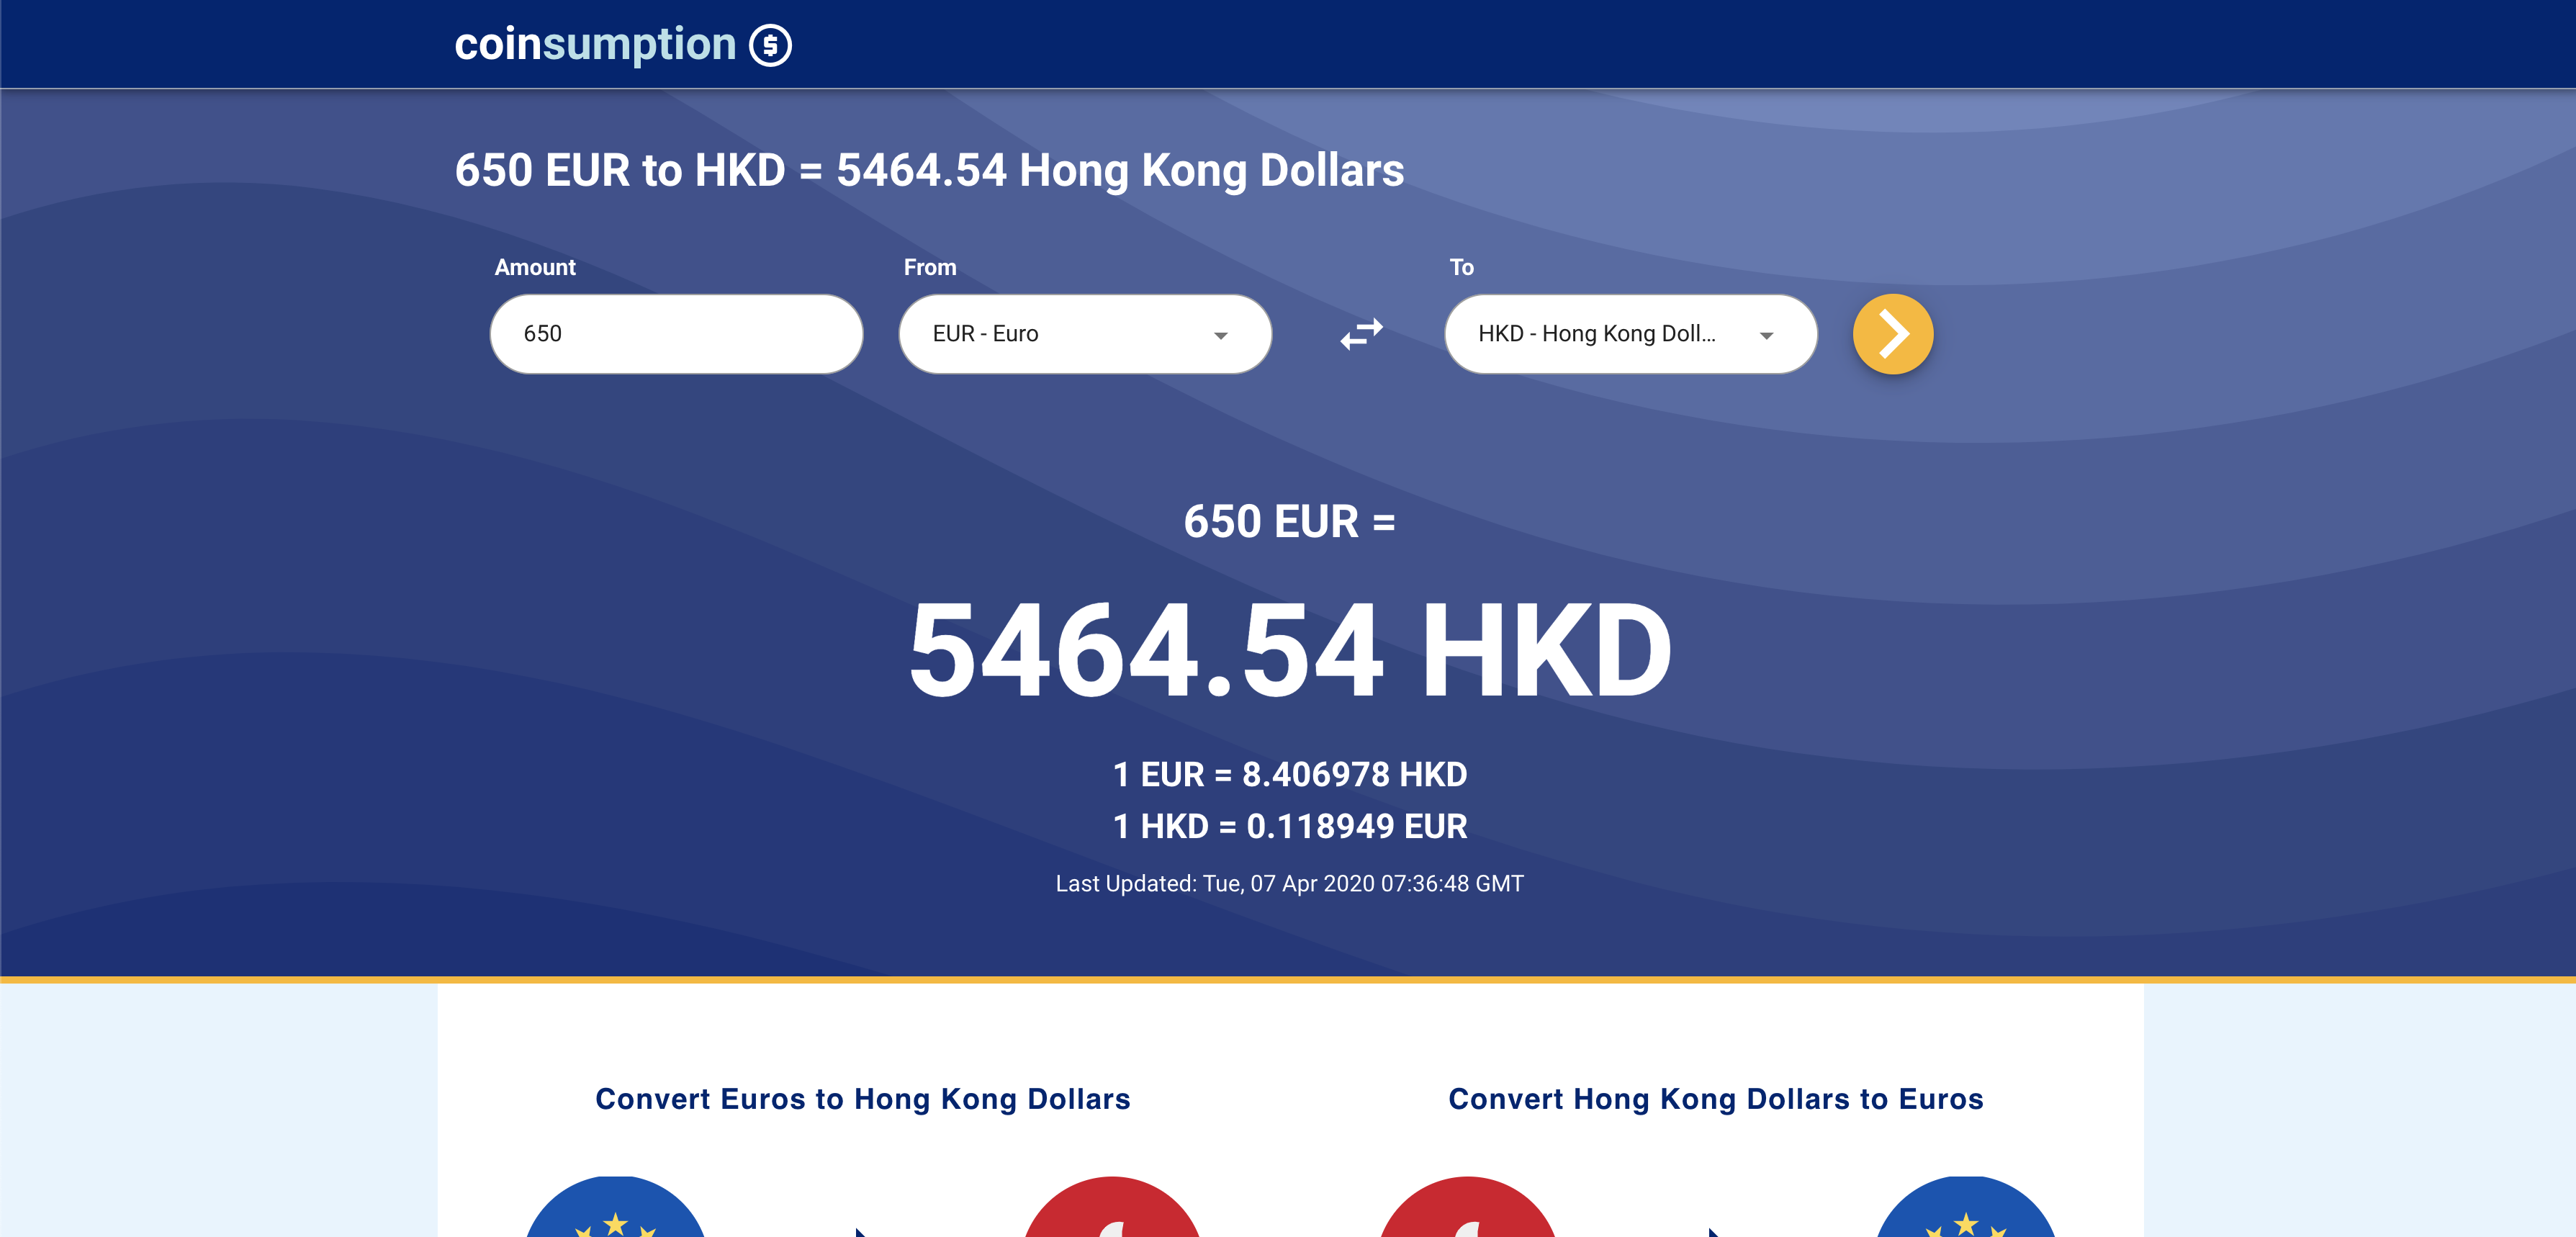 coinsumption
650 EUR to HKD = 5464.54 Hong Kong Dollars
Amount
From
To
650
EUR - Euro
HKD - Hong Kong Doll...
650 EUR =
5464.54 HKD
1 EUR = 8.406978 HKD
1 HKD = 0.118949 EUR
Last Updated: Tue, 07 Apr 2020 07:36:48 GMT
Convert Euros to Hong Kong Dollars
Convert Hong Kong Dollars to Euros